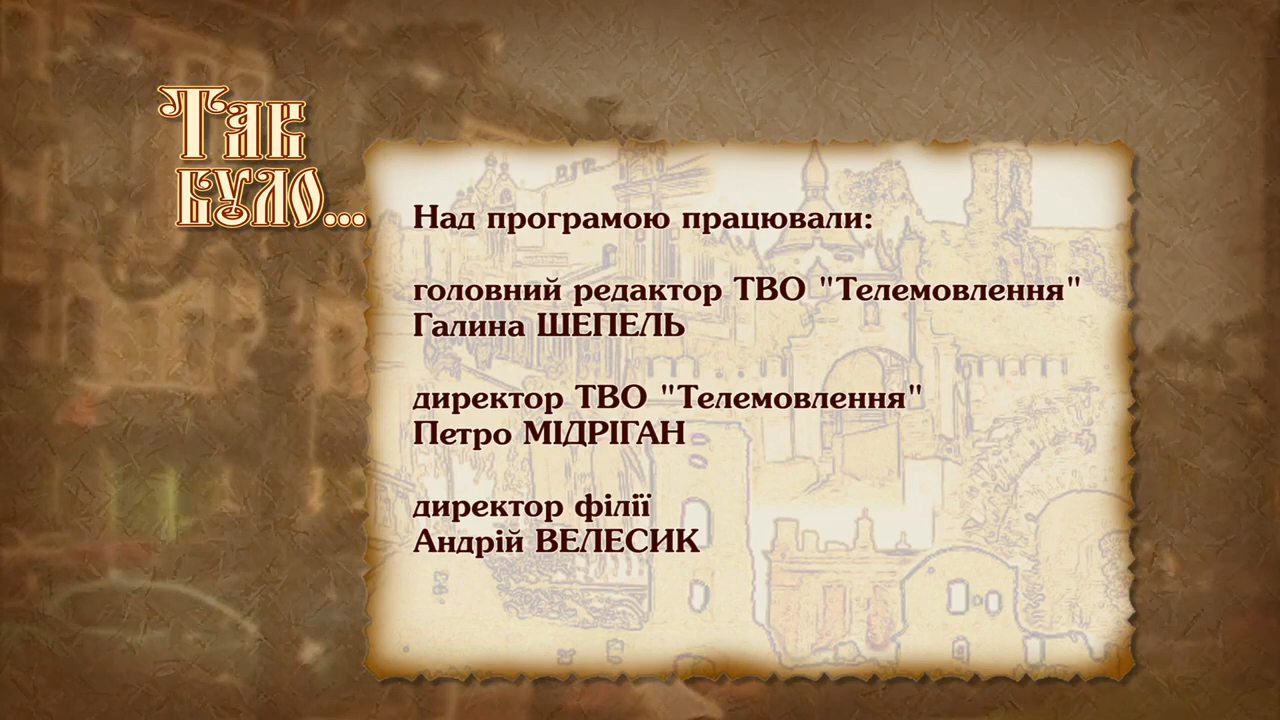 Так
було...
Над програмою працювали:
головний редактор ТВО "Телемовлення"
Галина ШЕПЕЛЬ
директор ТВО "Телемовлення"
Петро МІДРІГАН
директор філії
Андрій ВЕЛЕСИК